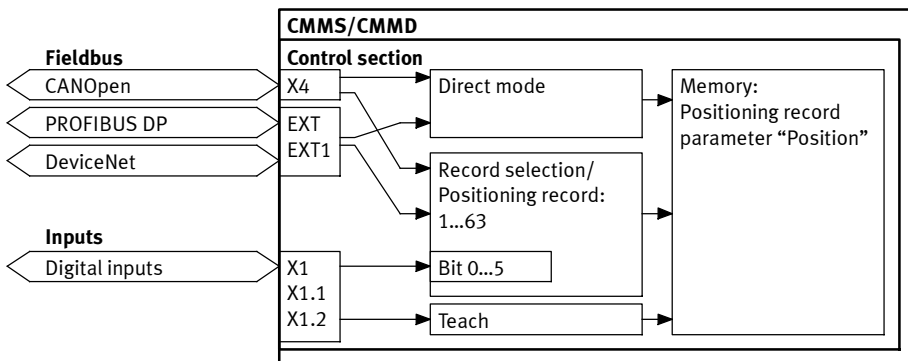 CMMS/CMMD
Fieldbus
Control section
CANOpen
X4
Direct mode
Memory:
Positioning record
parameter “Position”
PROFIBUS DP
EXT
EXT1
DeviceNet
Record selection/
Positioning record:
1...63
Inputs
Digital inputs
X1
X1.1
X1.2
Bit 0...5
Teach